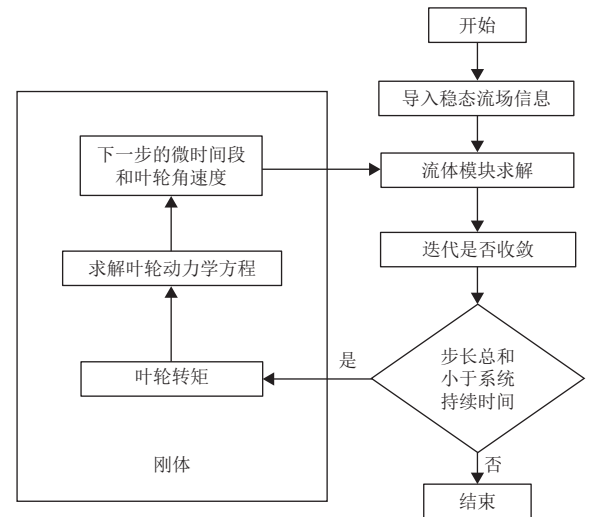 开始
导入稳态流场信息
下一步的微时间段
和叶轮角速度
流体模块求解
迭代是否收敛
求解叶轮动力学方程
步长总和
小于系统
持续时间
是
叶轮转矩
刚体
否
结束